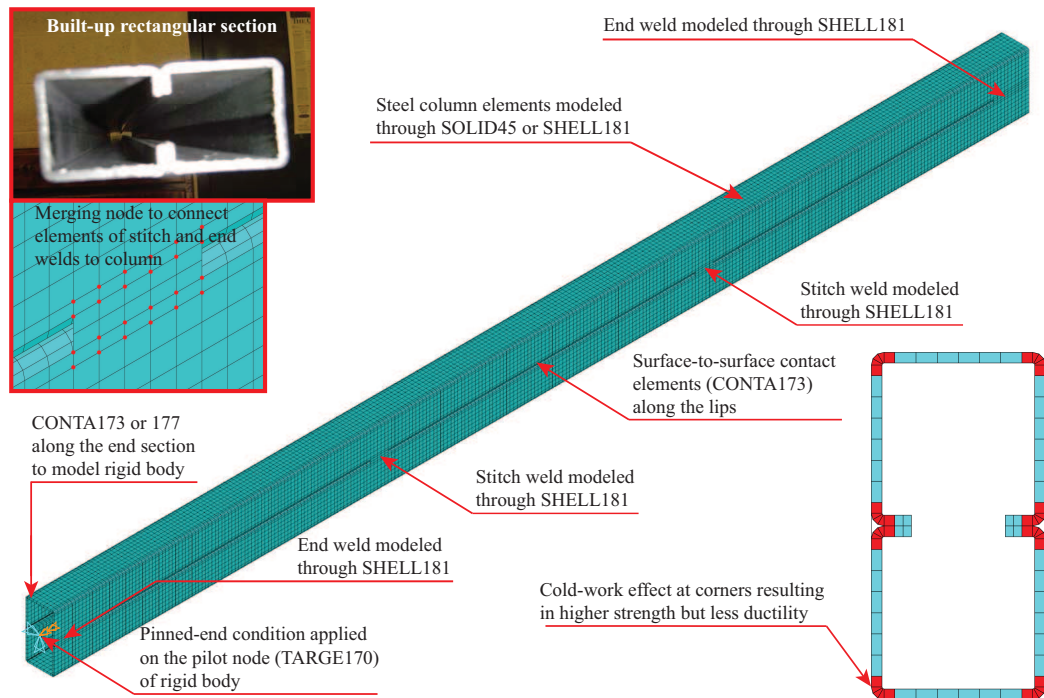 Built-up rectangular section
Merging node to connect
elements of stitch and end
welds to column
End weld modeled through SHELL181
Steel column elements modeled
through SOLID45 or SHELL181
Stitch weld modeled
through SHELL181
Surface-to-surface contact
elements (CONTA173)
along the lips
CONTA173 or 177
along the end section
to model rigid body
Stitch weld modeled
through SHELL181
End weld modeled
through SHELL181
Cold-work effect at corners resulting
in higher strength but less ductility
Pinned-end condition applied
on the pilot node (TARGE170)
of rigid body